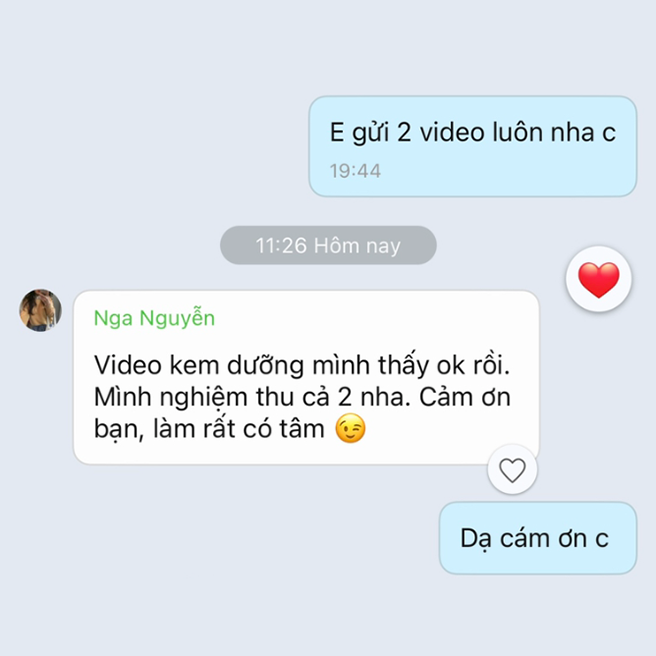 E gửi 2 video luôn nha c
19:44
11:26 Hôm nay
Nga Nguyễn
Video kem dưỡng mình thấy ok rồi.
Mình nghiệm thu cả 2 nha. Cảm ơn
bạn, làm rất có tâm 😉
Dạ cám ơn c